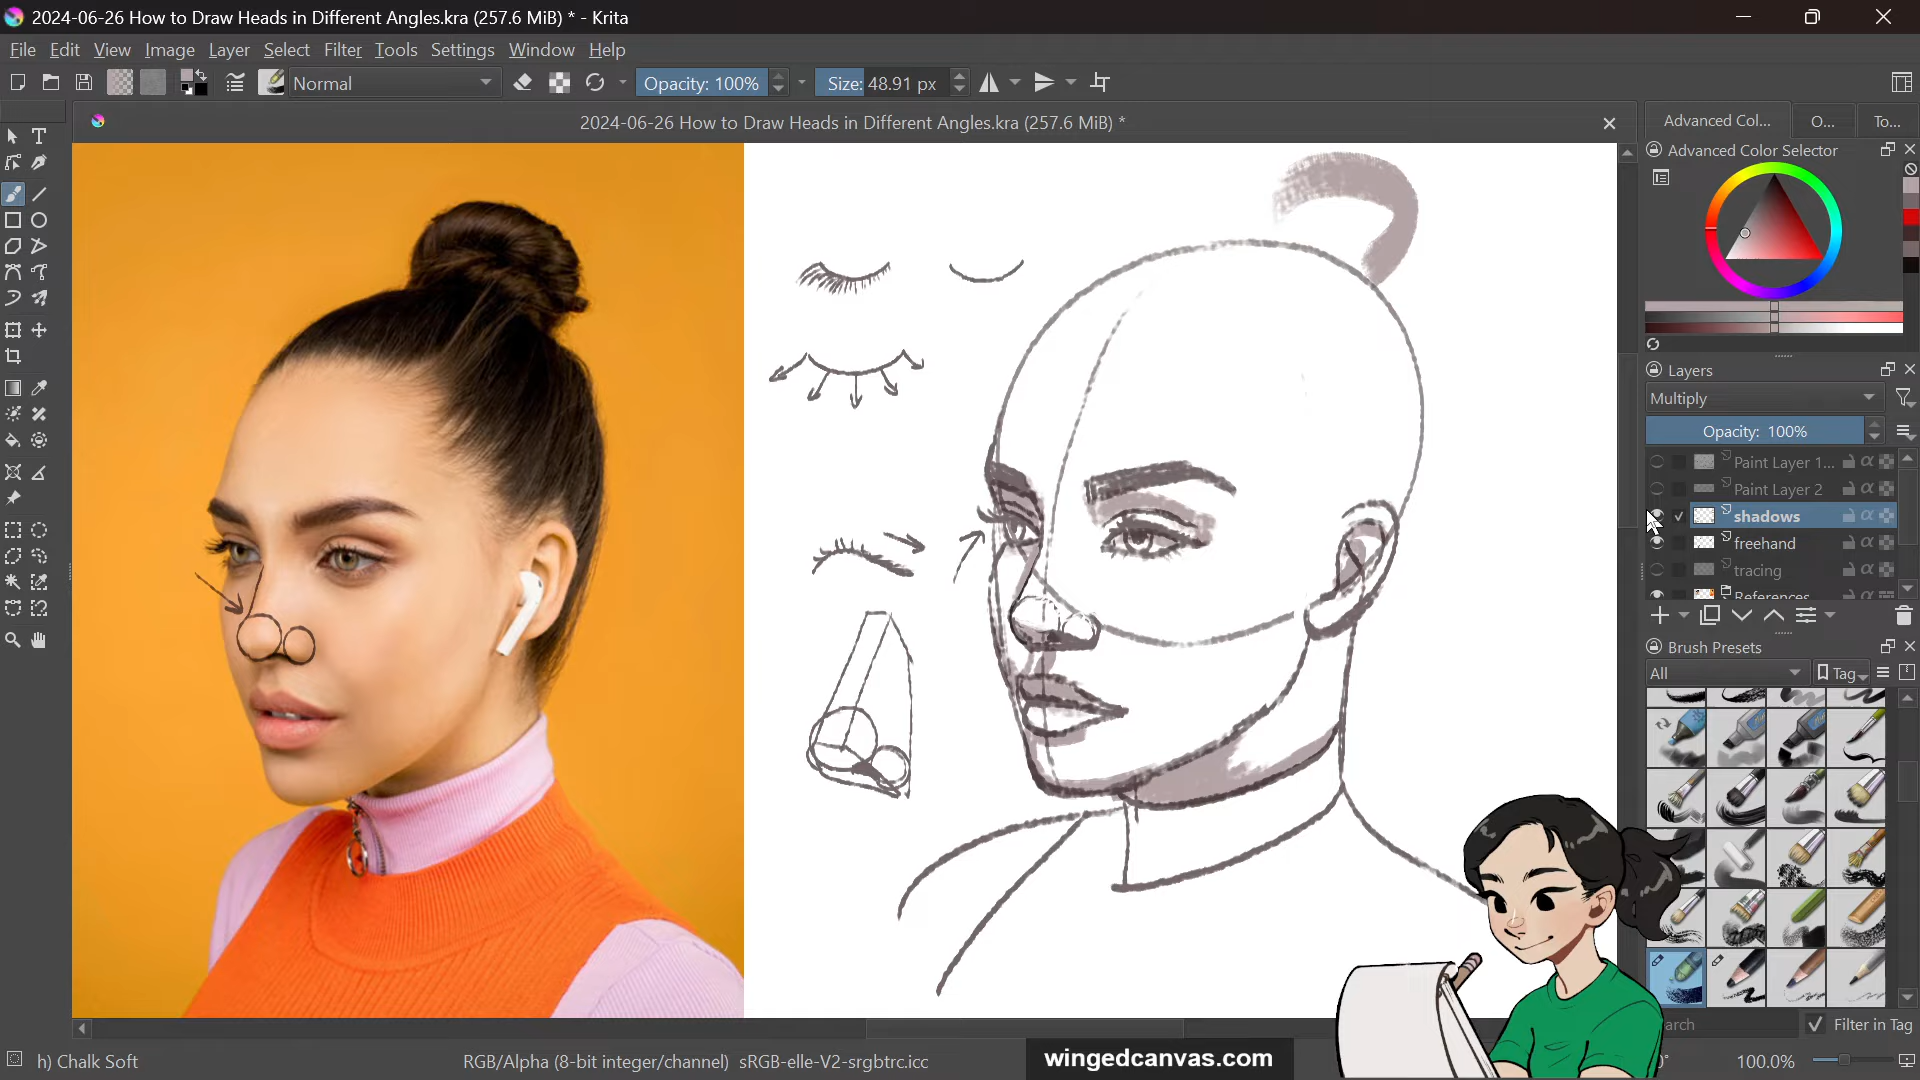 2024-06-26 How to Draw Heads in Different Angles.kra (257.6 MiB) * - Krita
File Edit View Image Layer Select Filter Tools Settings Window Help
Normal Opacity: 100% Size: 48.91 px
2024-06-26 How to Draw Heads in Different Angles.kra (257.6 MiB) *
Advanced Col... O... To...
Advanced Color Selector
Layers
Multiply
Opacity: 100%
Paint Layer 1...
Paint Layer 2
shadows
freehand
tracing
References
Brush Presets
All Tag
Filter in Tag
h) Chalk Soft RGB/Alpha (8-bit integer/channel) sRGB-elle-V2-srgbtrc.icc wingedcanvas.com 100.0%